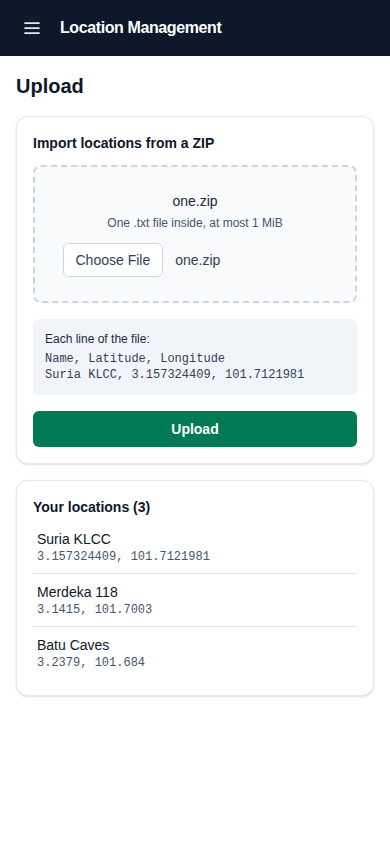 Location Management
Upload
Import locations from a ZIP
one.zip
One .txt file inside, at most 1 MiB
Choose File one.zip
Each line of the file:
Name, Latitude, Longitude
Suria KLCC, 3.157324409, 101.7121981
Upload
Your locations (3)
Suria KLCC
3.157324409, 101.7121981
Merdeka 118
3.1415, 101.7003
Batu Caves
3.2379, 101.684